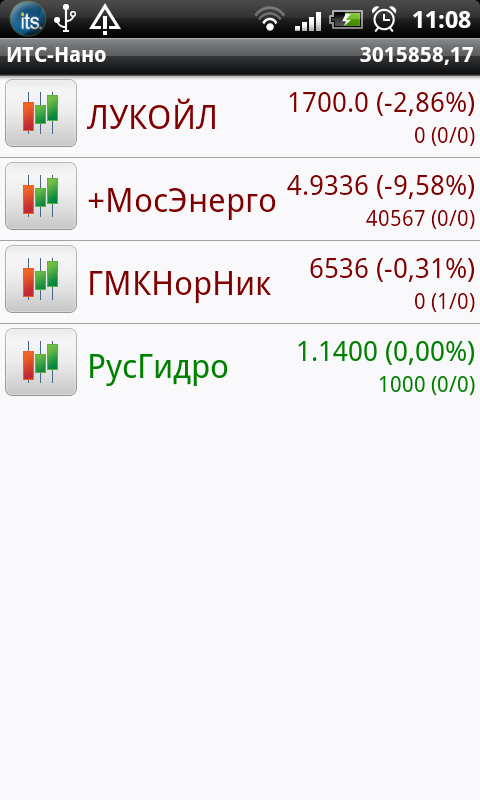 its.
11:08
ИТС-Нано 3015858,17
ЛУКОЙЛ 1700.0 (-2,86%)
0 (0/0)
+МосЭнерго 4.9336 (-9,58%)
40567 (0/0)
ГМКНорНик 6536 (-0,31%)
0 (1/0)
РусГидро 1.1400 (0,00%)
1000 (0/0)